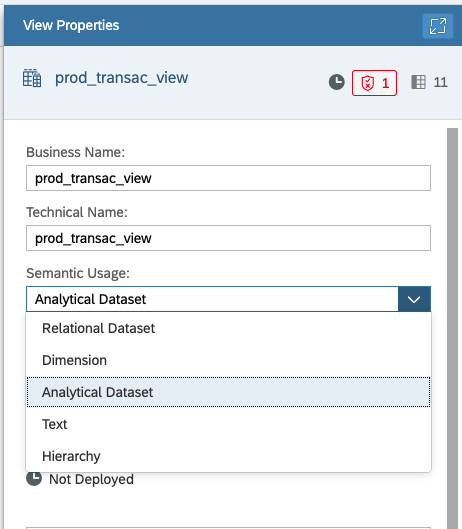 View Properties
prod_transac_view
1
11
Business Name:
prod_transac_view
Technical Name:
prod_transac_view
Semantic Usage:
Analytical Dataset
Relational Dataset
Dimension
Analytical Dataset
Text
Hierarchy
Not Deployed